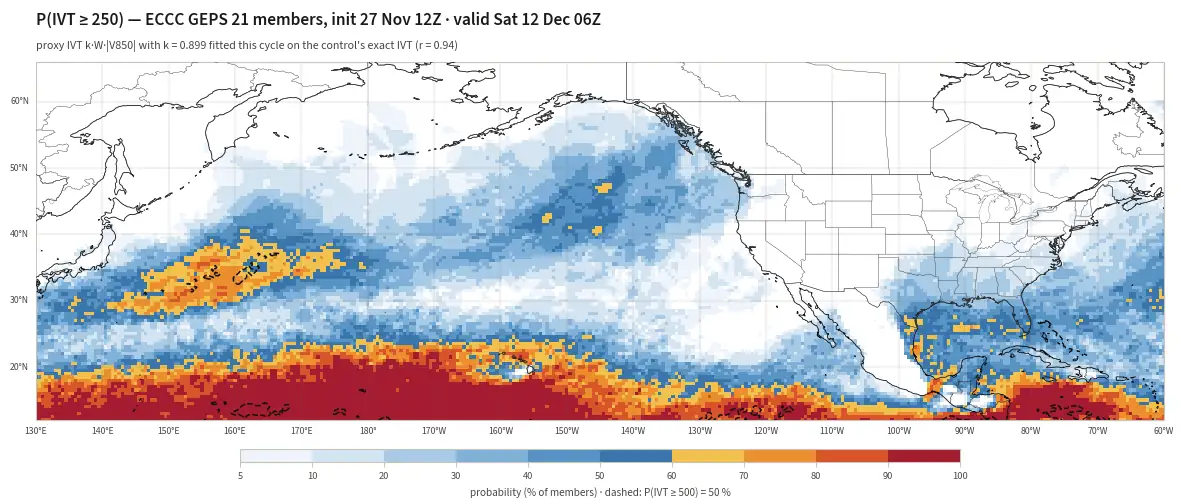 P(IVT ≥ 250) — ECCC GEPS 21 members, init 27 Nov 12Z · valid Sat 12 Dec 06Z
proxy IVT k·W·|V850| with k = 0.899 fitted this cycle on the control's exact IVT (r = 0.94)
60°N
50°N
40°N
30°N
20°N
130°E 140°E 150°E 160°E 170°E 180° 170°W 160°W 150°W 140°W 130°W 120°W 110°W 100°W 90°W 80°W 70°W 60°W
5 10 20 30 40 50 60 70 80 90 100
probability (% of members) · dashed: P(IVT ≥ 500) = 50 %